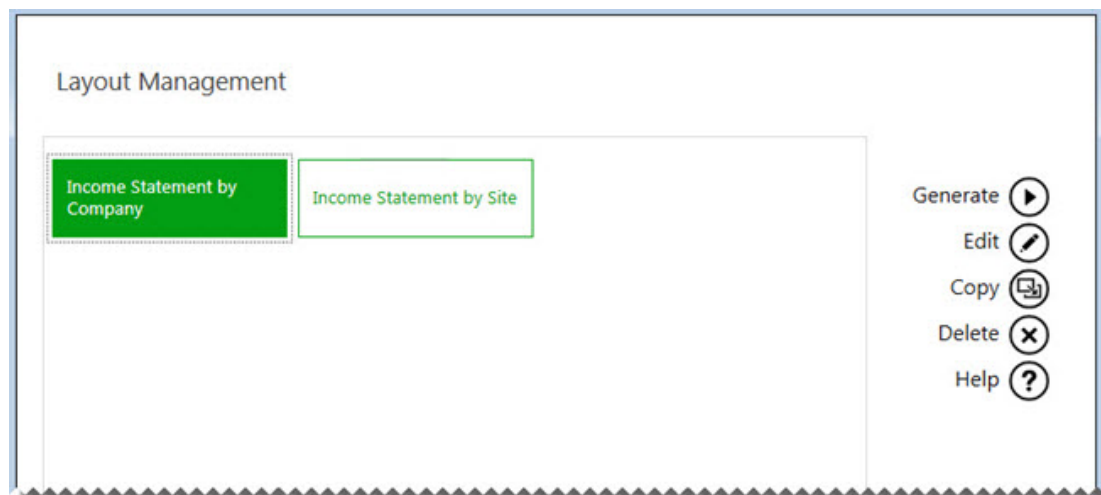 Layout Management
Income Statement by
Company
Income Statement by Site
Generate
Edit
Copy
Delete
Help